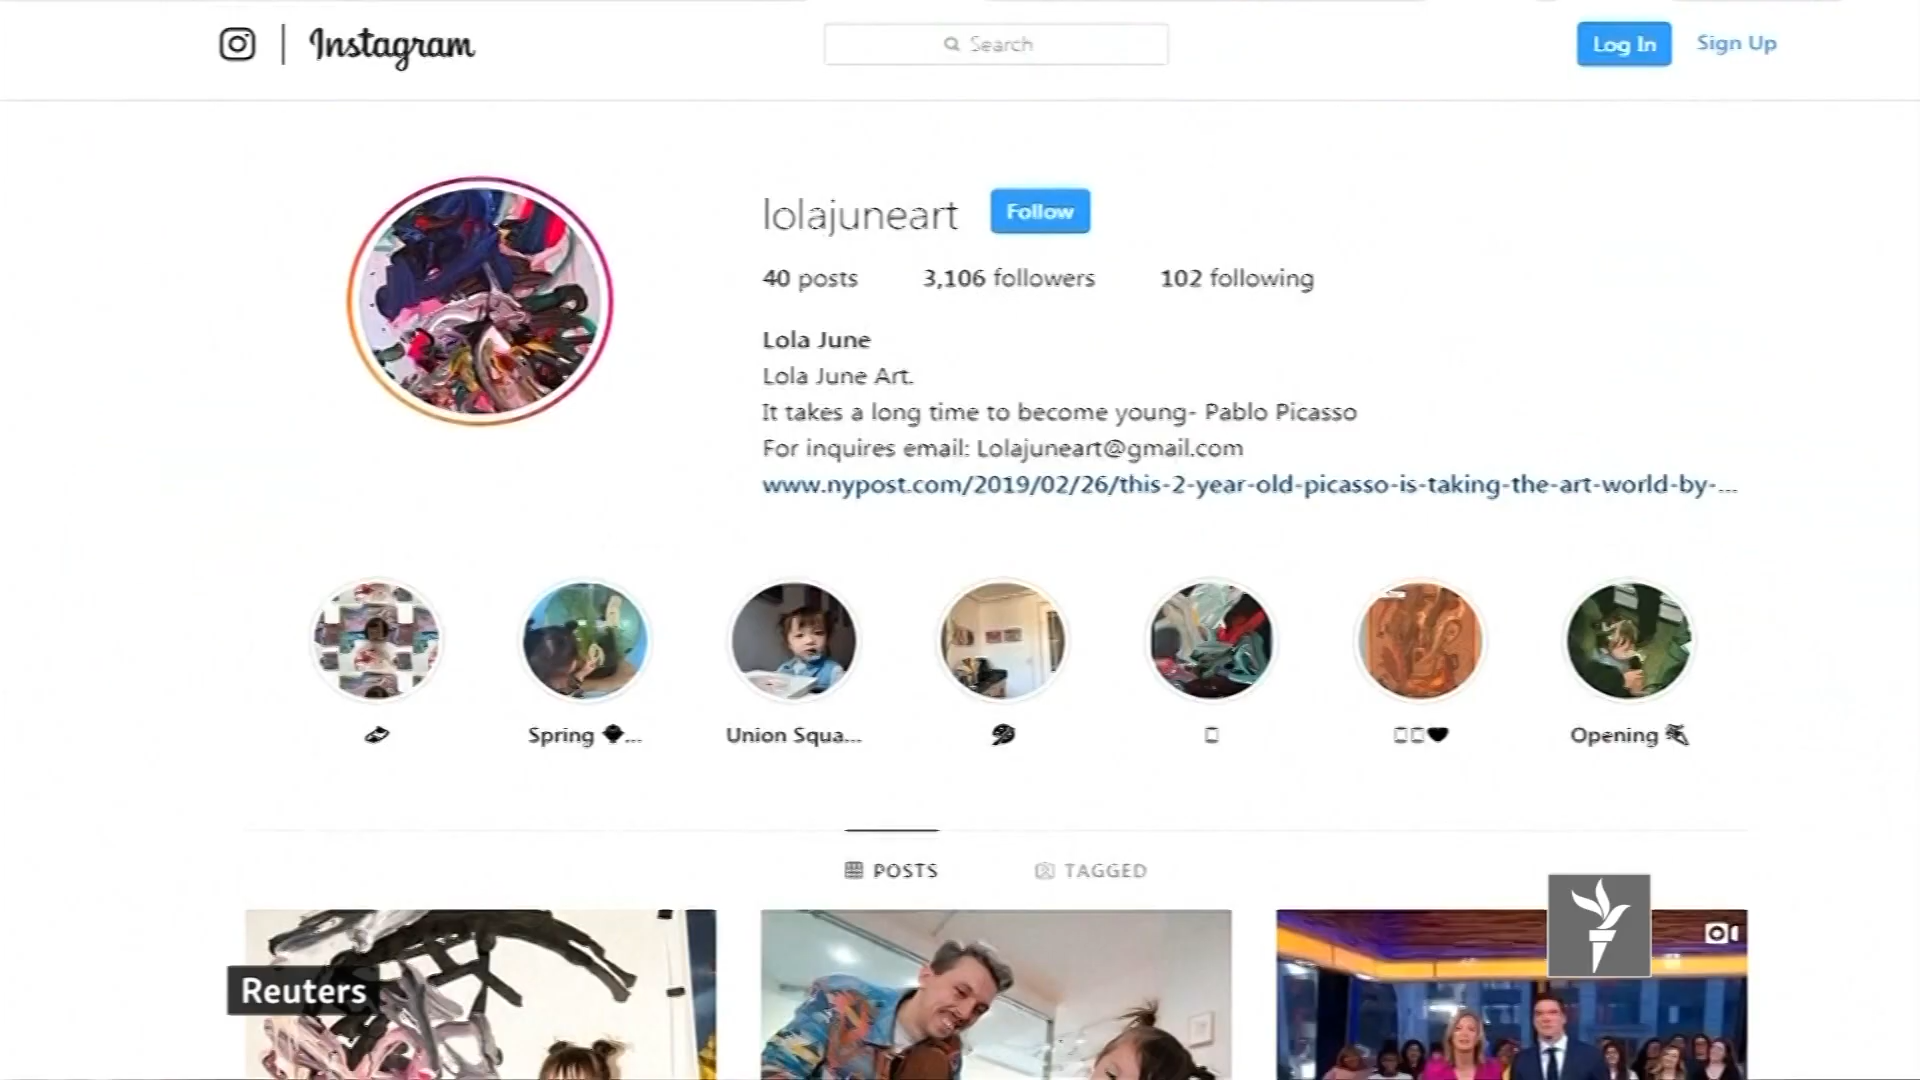 Instagram
Search
Log In
Sign Up
lolajuneart
Follow
40 posts 3,106 followers 102 following
Lola June
Lola June Art.
It takes a long time to become young- Pablo Picasso
For inquires email: Lolajuneart@gmail.com
www.nypost.com/2019/02/26/this-2-year-old-picasso-is-taking-the-art-world-by-...
Spring ...
Union Squa...
Opening
POSTS
TAGGED
Reuters